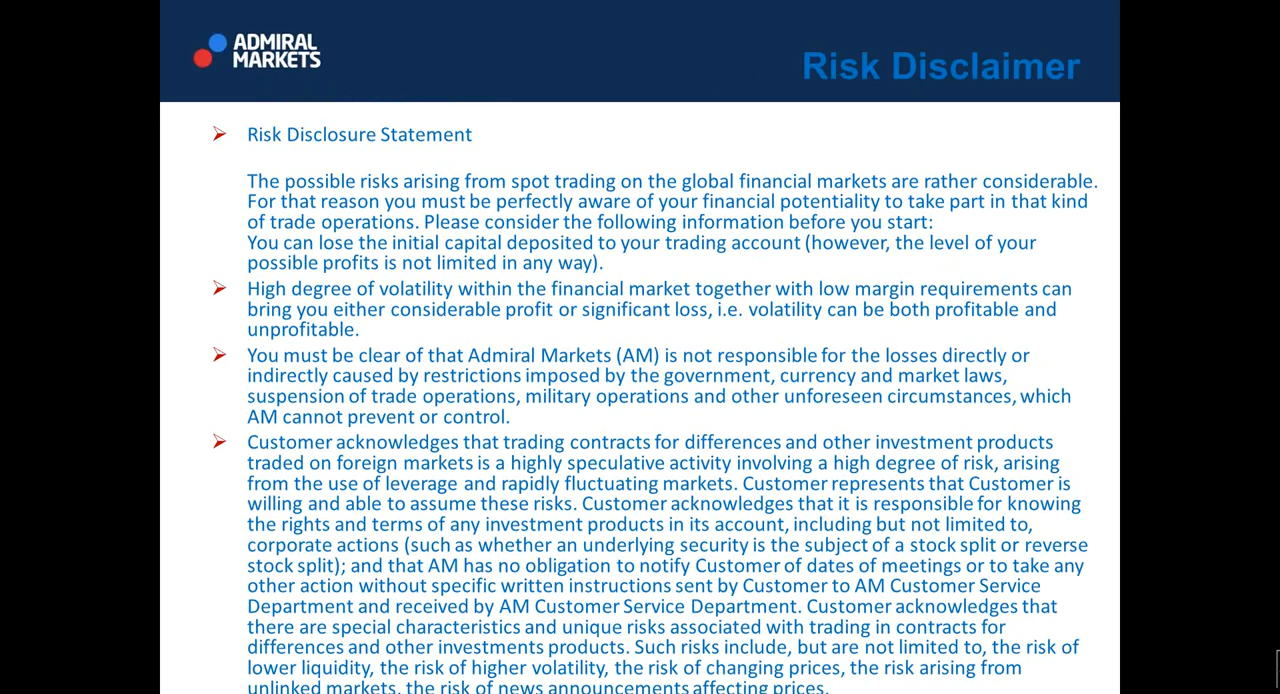 ADMIRAL
MARKETS
Risk Disclaimer
Risk Disclosure Statement
The possible risks arising from spot trading on the global financial markets are rather considerable.
For that reason you must be perfectly aware of your financial potentiality to take part in that kind
of trade operations. Please consider the following information before you start:
You can lose the initial capital deposited to your trading account (however, the level of your
possible profits is not limited in any way).
High degree of volatility within the financial market together with low margin requirements can
bring you either considerable profit or significant loss, i.e. volatility can be both profitable and
unprofitable.
You must be clear of that Admiral Markets (AM) is not responsible for the losses directly or
indirectly caused by restrictions imposed by the government, currency and market laws,
suspension of trade operations, military operations and other unforeseen circumstances, which
AM cannot prevent or control.
Customer acknowledges that trading contracts for differences and other investment products
traded on foreign markets is a highly speculative activity involving a high degree of risk, arising
from the use of leverage and rapidly fluctuating markets. Customer represents that Customer is
willing and able to assume these risks. Customer acknowledges that it is responsible for knowing
the rights and terms of any investment products in its account, including but not limited to,
corporate actions (such as whether an underlying security is the subject of a stock split or reverse
stock split); and that AM has no obligation to notify Customer of dates of meetings or to take any
other action without specific written instructions sent by Customer to AM Customer Service
Department and received by AM Customer Service Department. Customer acknowledges that
there are special characteristics and unique risks associated with trading in contracts for
differences and other investments products. Such risks include, but are not limited to, the risk of
lower liquidity, the risk of higher volatility, the risk of changing prices, the risk arising from
unlinked markets, the risk of news announcements affecting prices.